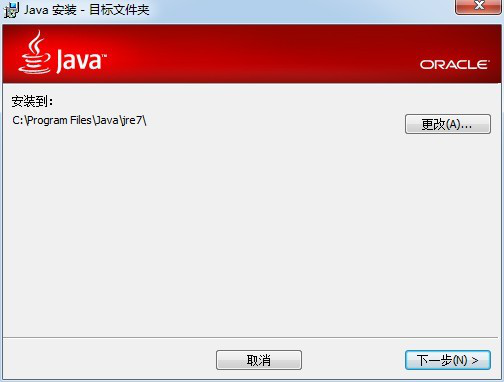 Java 安装 - 目标文件夹
Java™
ORACLE®
安装到：
C:\Program Files\Java\jre7\
更改(A)...
取消
下一步(N) >